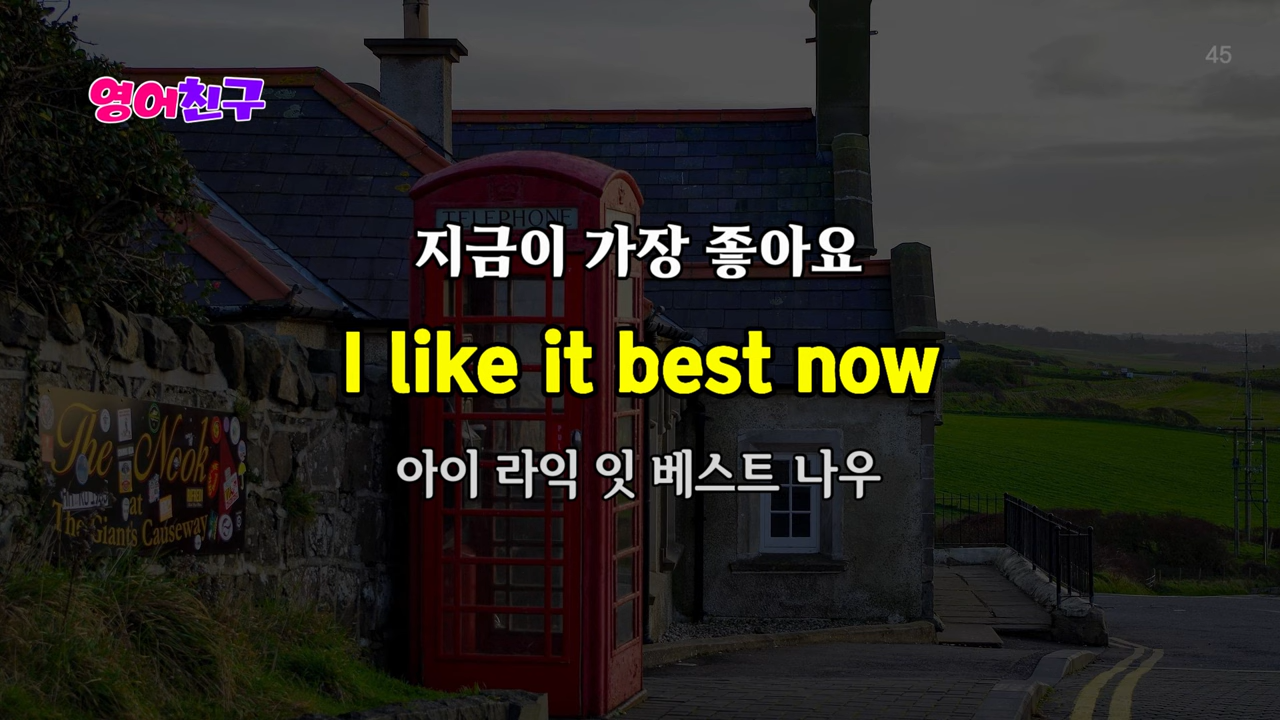 45
영어친구
TELEPHONE
지금이 가장 좋아요
I like it best now
아이 라익 잇 베스트 나우
The Nook
at
The Giants Causeway